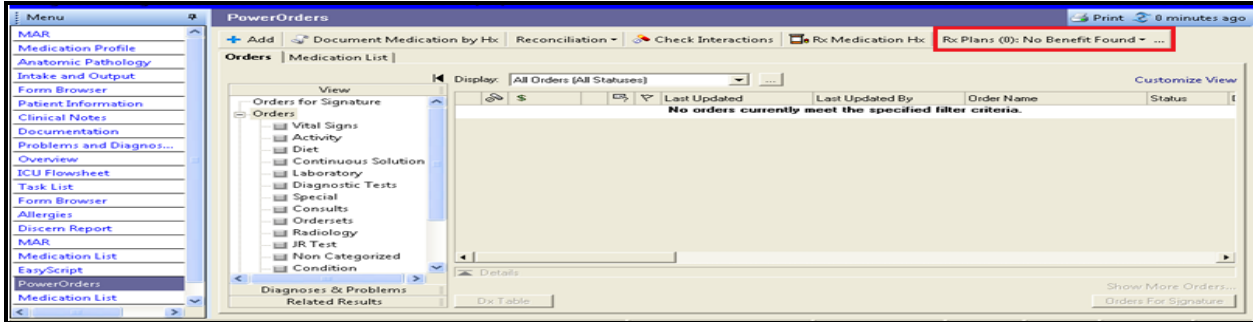 Menu
MAR
Medication Profile
Anatomic Pathology
Intake and Output
Form Browser
Patient Information
Clinical Notes
Documentation
Problems and Diagnos...
Overview
ICU Flowsheet
Task List
Form Browser
Allergies
Discern Report
MAR
Medication List
EasyScript
PowerOrders
Medication List
PowerOrders Print 0 minutes ago
Add Document Medication by Hx Reconciliation Check Interactions Rx Medication Hx Rx Plans (0): No Benefit Found ...
Orders Medication List
View
Orders for Signature
Orders
Vital Signs
Activity
Diet
Continuous Solution
Laboratory
Diagnostic Tests
Special
Consults
Ordersets
Radiology
JR Test
Non Categorized
Condition
Diagnoses & Problems
Related Results
Display: All Orders (All Statuses) ... Customize View
$ Last Updated Last Updated By Order Name Status
No orders currently meet the specified filter criteria.
Details
Show More Orders...
Dx Table Orders For Signature